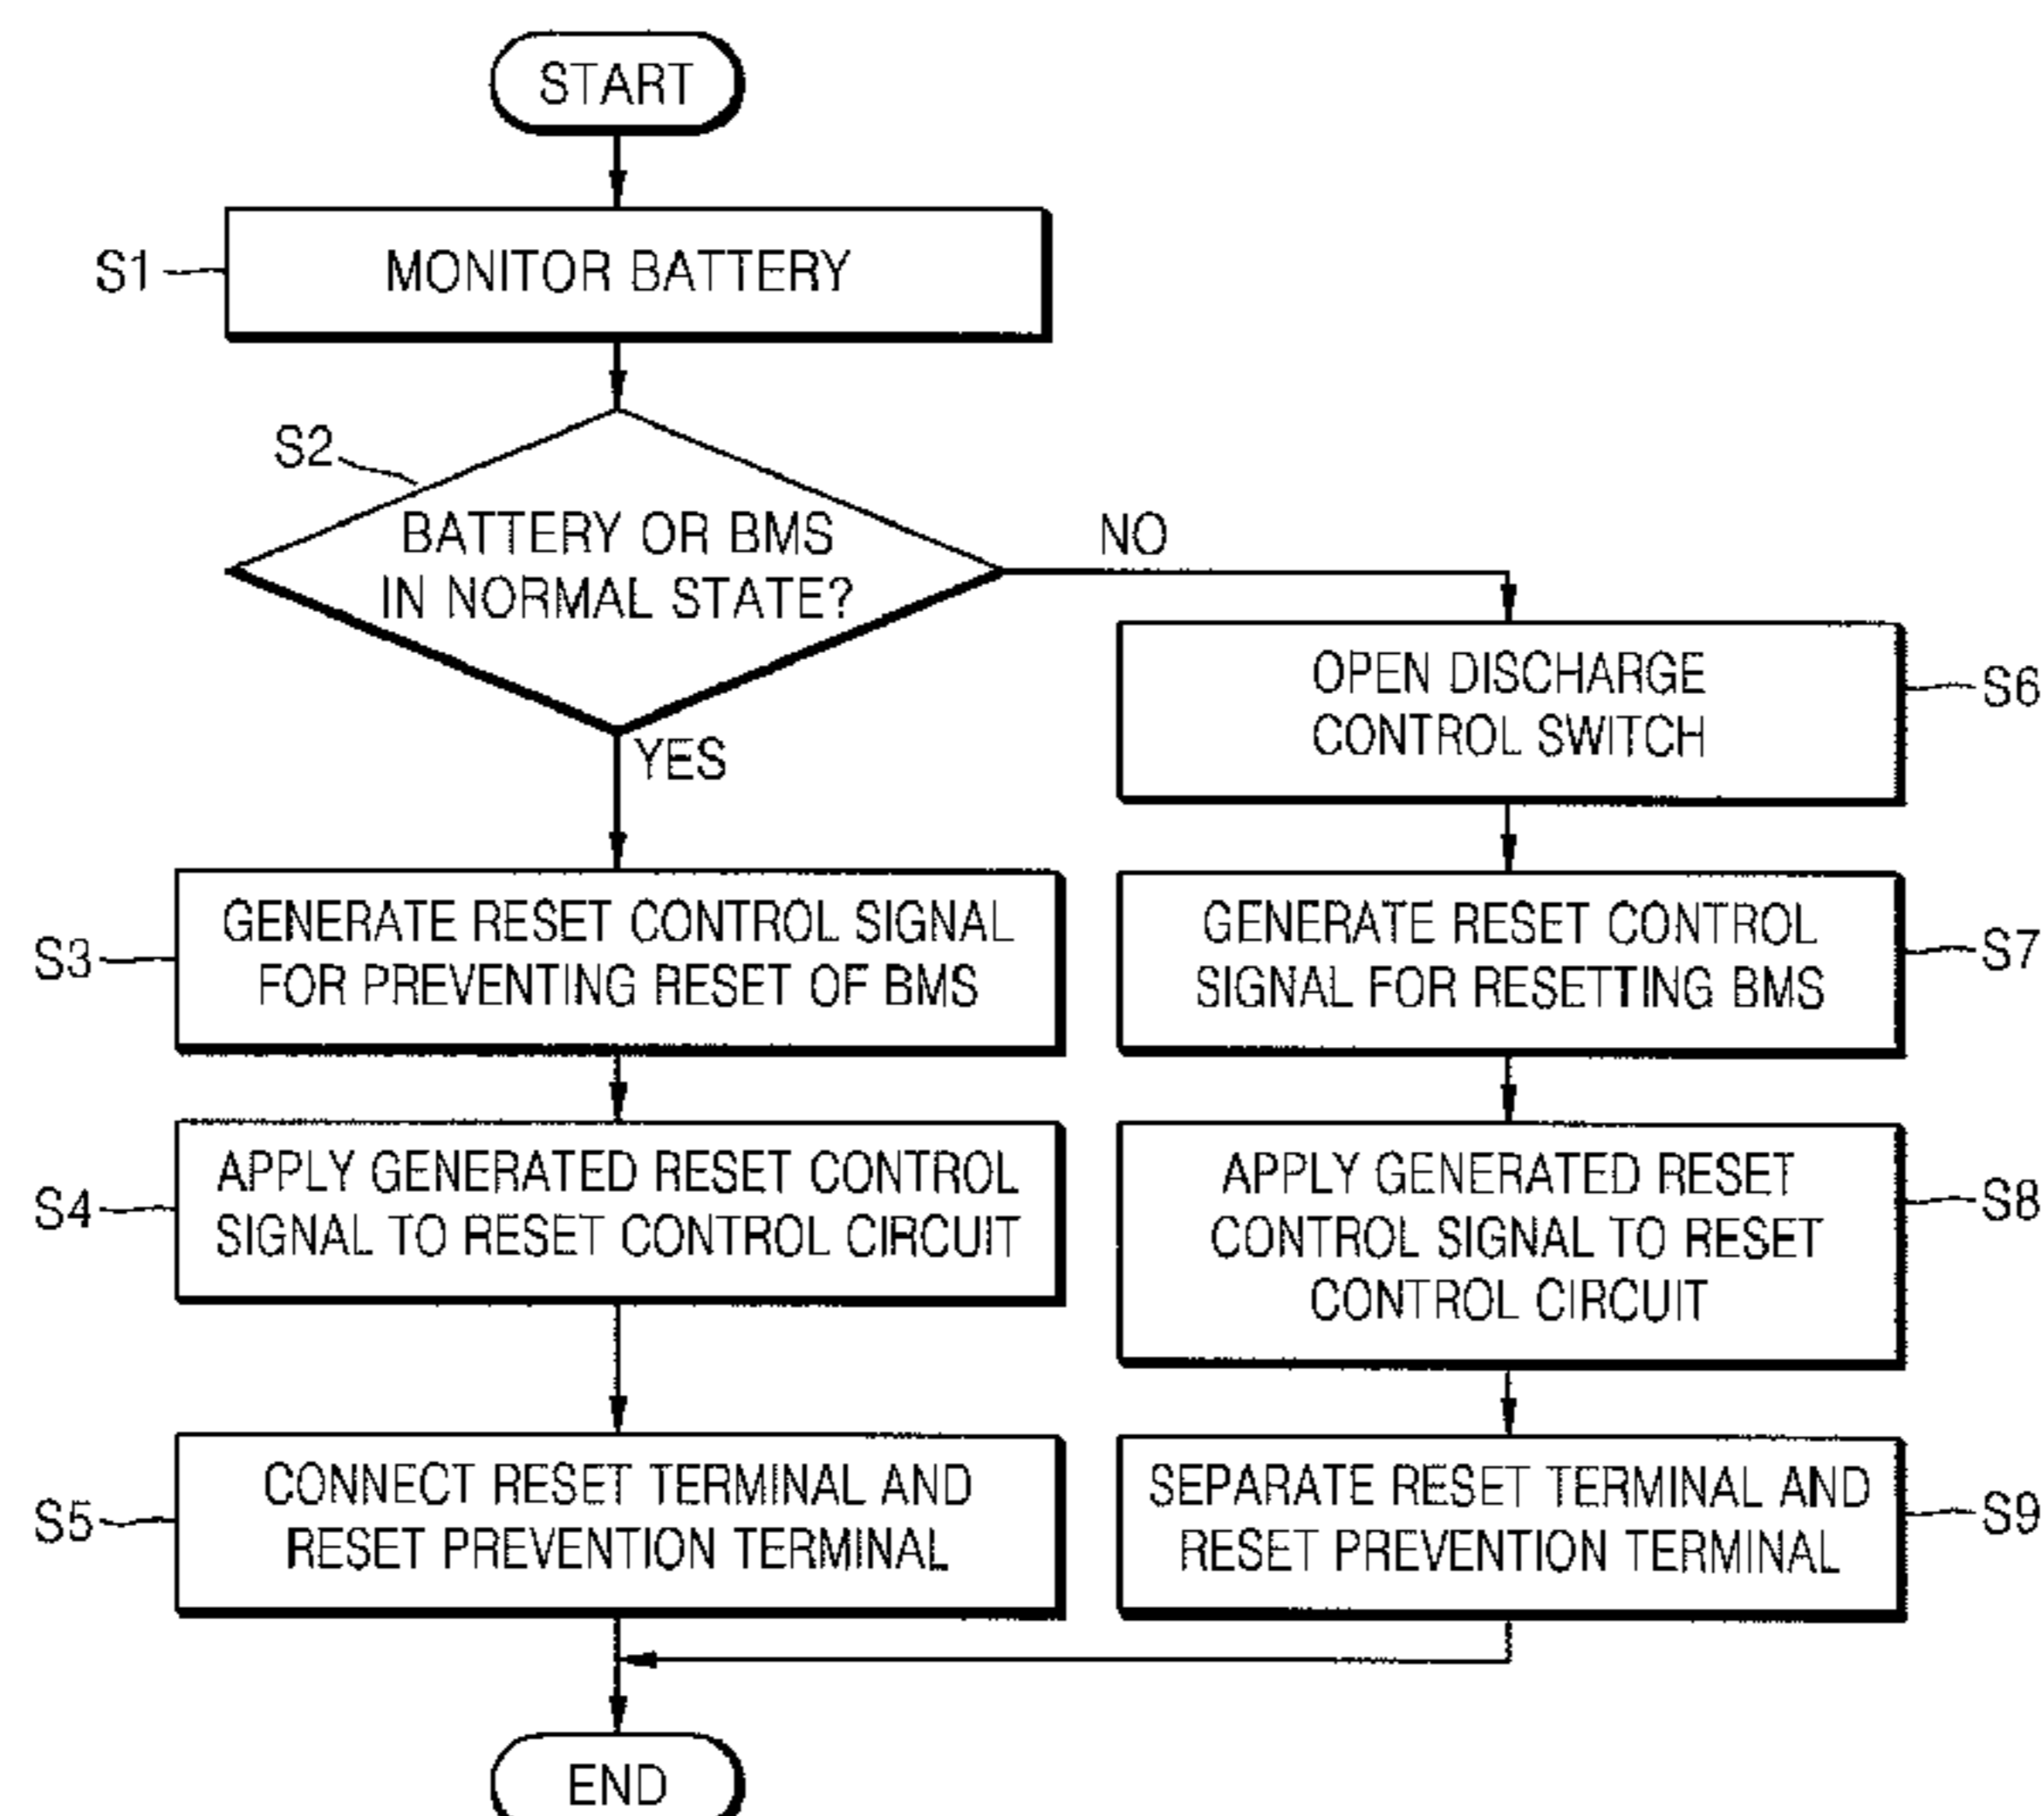 START
S1
MONITOR BATTERY
S2
BATTERY OR BMS
IN NORMAL STATE?
NO
YES
S3
GENERATE RESET CONTROL SIGNAL
FOR PREVENTING RESET OF BMS
S4
APPLY GENERATED RESET CONTROL
SIGNAL TO RESET CONTROL CIRCUIT
S5
CONNECT RESET TERMINAL AND
RESET PREVENTION TERMINAL
OPEN DISCHARGE
CONTROL SWITCH
S6
GENERATE RESET CONTROL
SIGNAL FOR RESETTING BMS
S7
APPLY GENERATED RESET
CONTROL SIGNAL TO RESET
CONTROL CIRCUIT
S8
SEPARATE RESET TERMINAL AND
RESET PREVENTION TERMINAL
S9
END